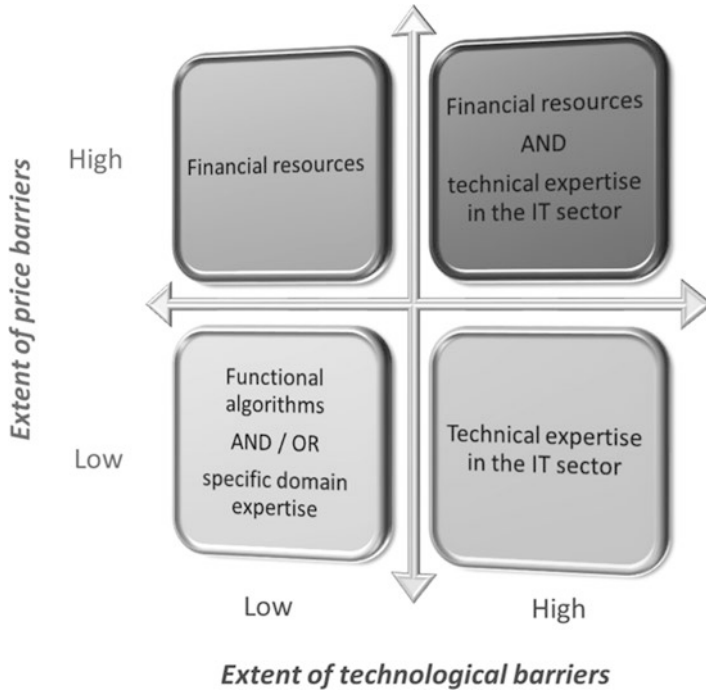 Extent of price barriers
High
Financial resources
Financial resources
AND
technical expertise
in the IT sector
Low
Functional
algorithms
AND / OR
specific domain
expertise
Technical expertise
in the IT sector
Low
High
Extent of technological barriers